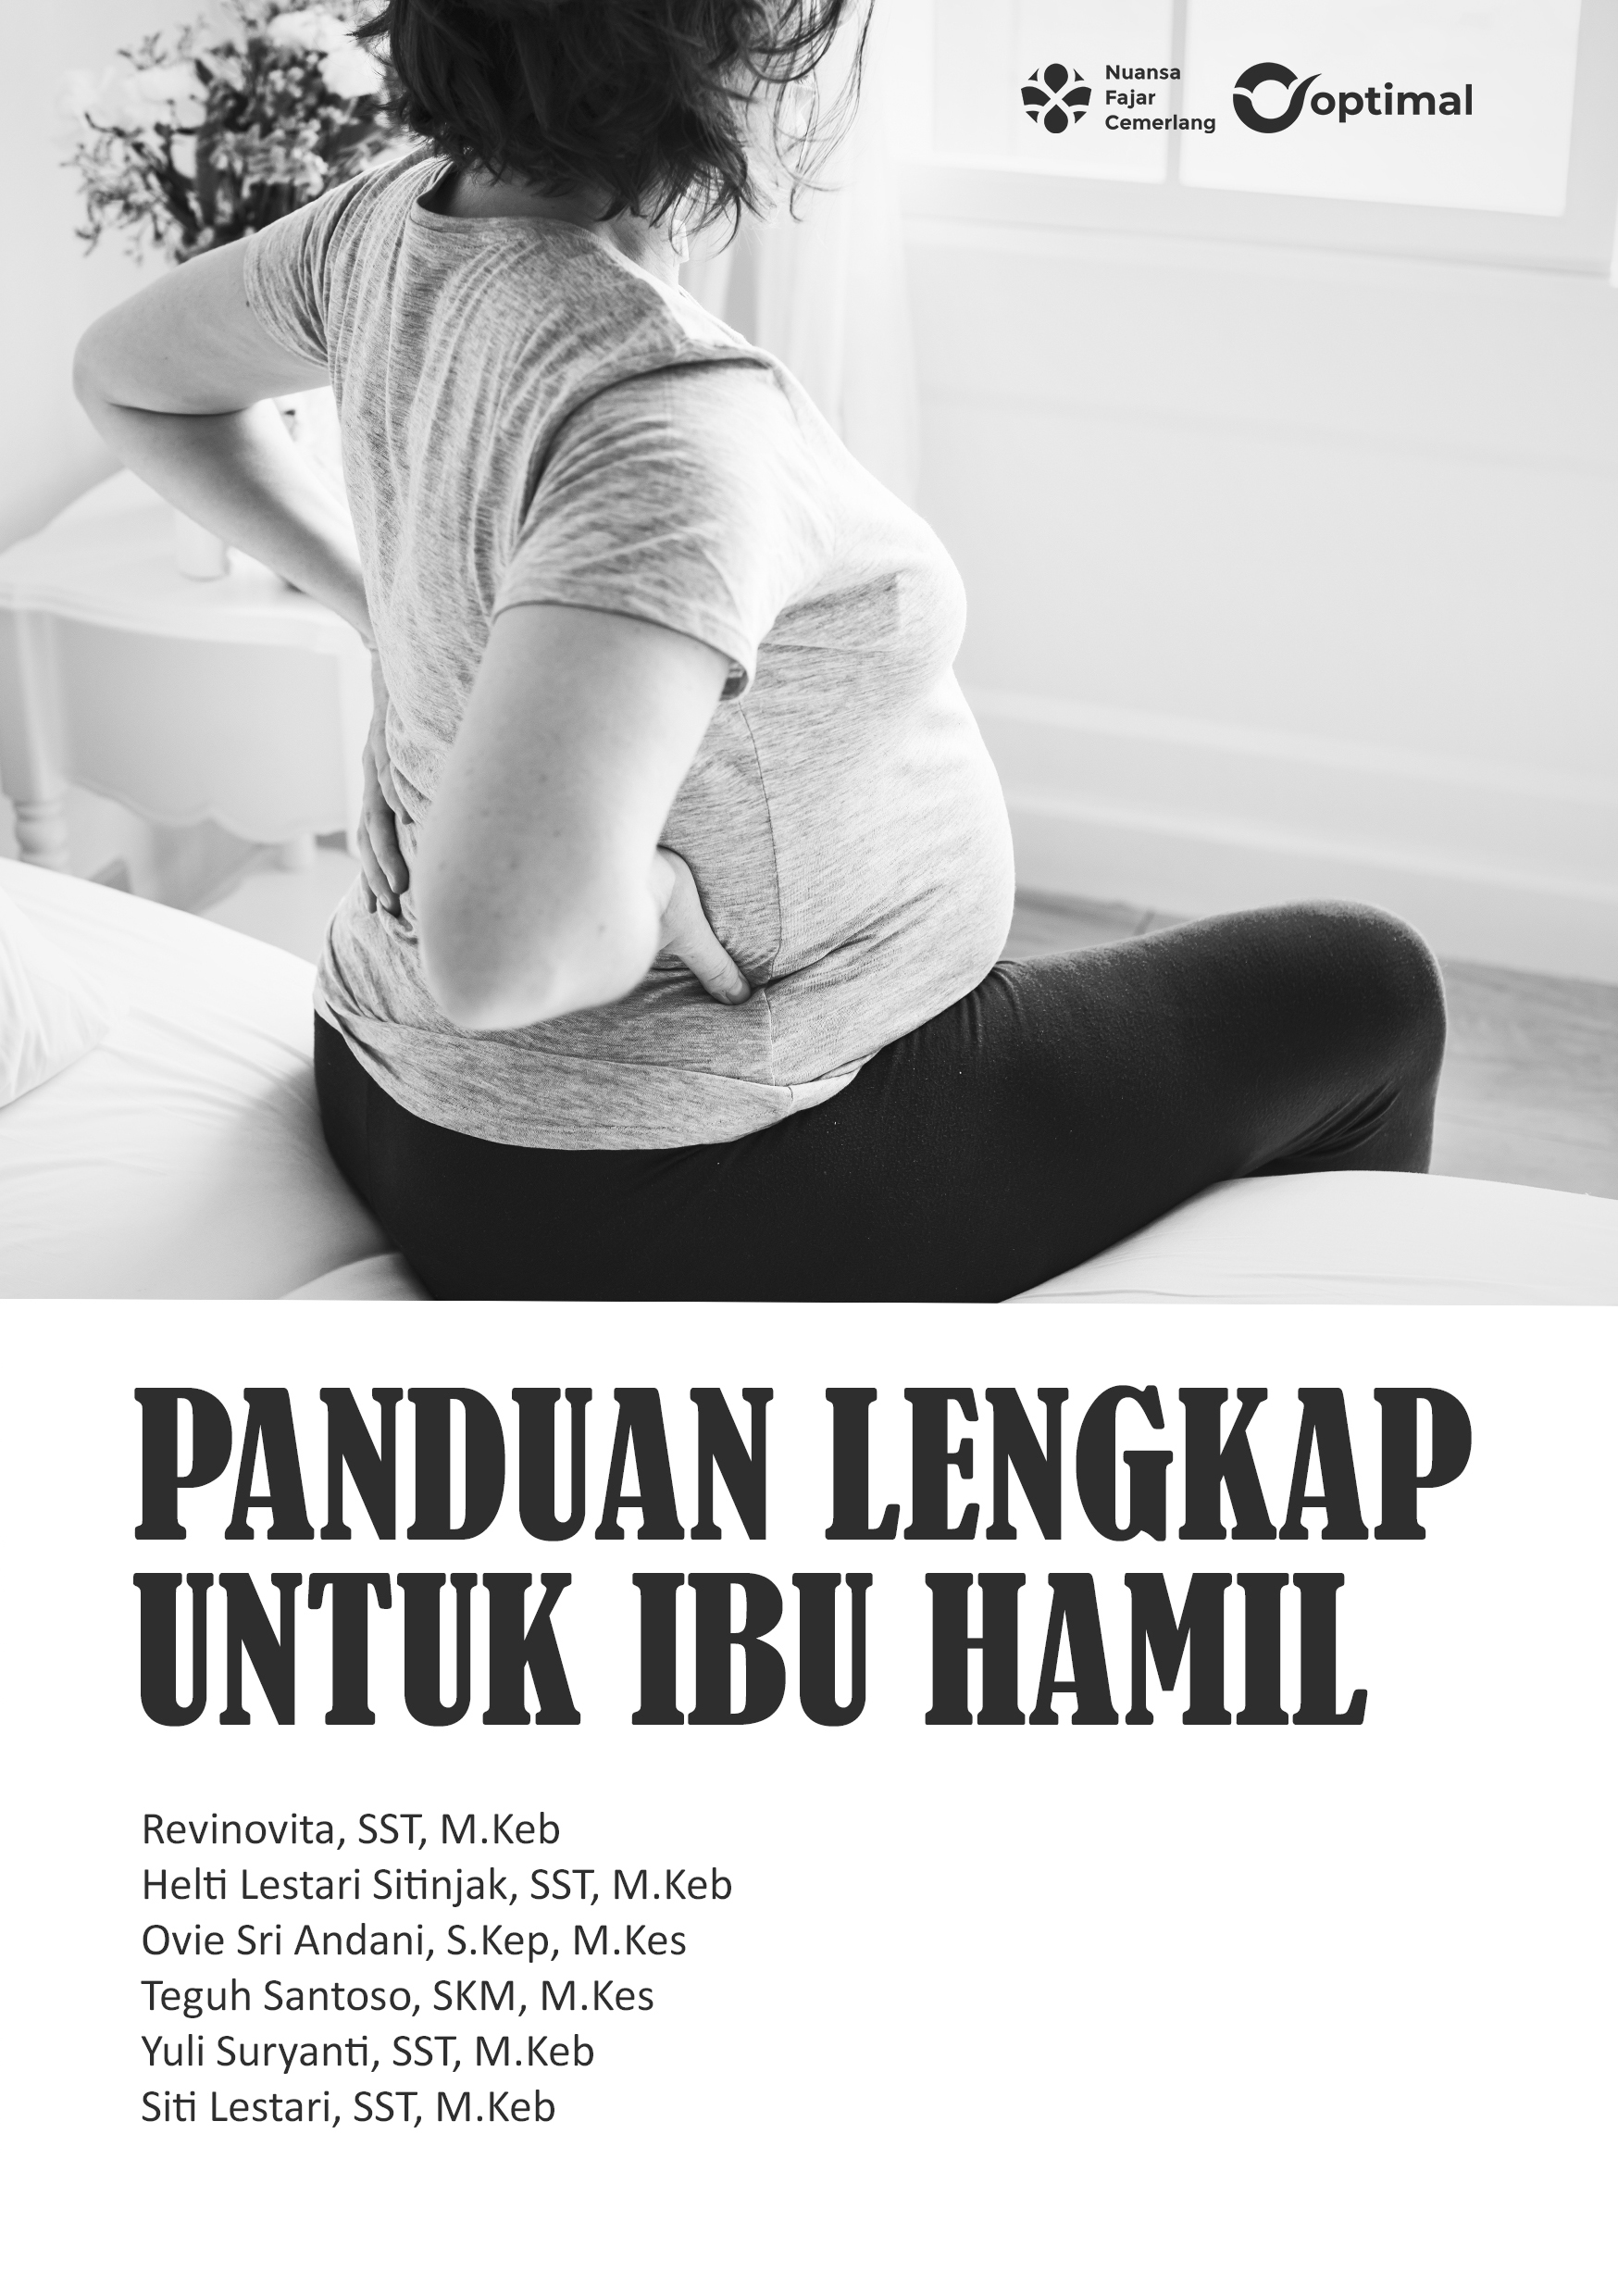 Nuansa
Fajar
Cemerlang
optimal
PANDUAN LENGKAP
UNTUK IBU HAMIL
Revinovita, SST, M.Keb
Helti Lestari Sitinjak, SST, M.Keb
Ovie Sri Andani, S.Kep, M.Kes
Teguh Santoso, SKM, M.Kes
Yuli Suryanti, SST, M.Keb
Siti Lestari, SST, M.Keb